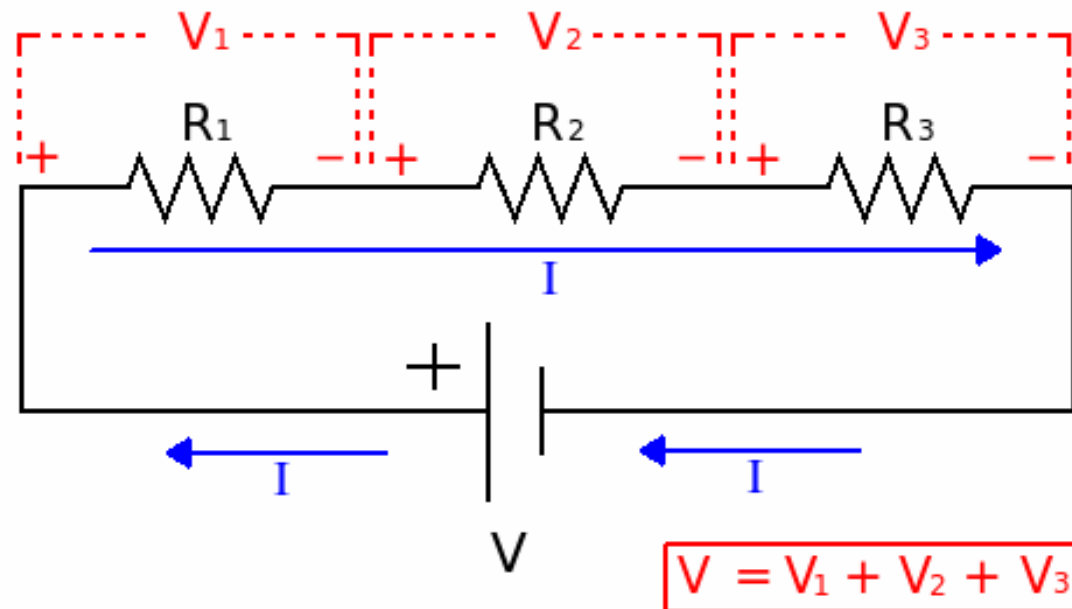 V₁ V₂ V₃
R₁ R₂ R₃
+ − + − + −
I
+
I I
V
V = V₁ + V₂ + V₃